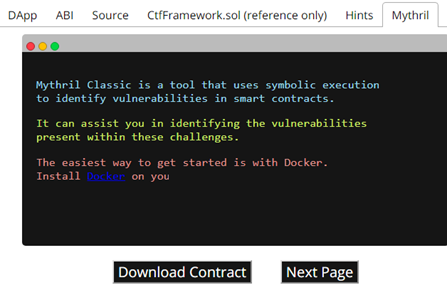 DApp ABI Source CtfFramework.sol (reference only) Hints Mythril
Mythril Classic is a tool that uses symbolic execution
to identify vulnerabilities in smart contracts.
It can assist you in identifying the vulnerabilities
present within these challenges.
The easiest way to get started is with Docker.
Install Docker on you
Download Contract Next Page